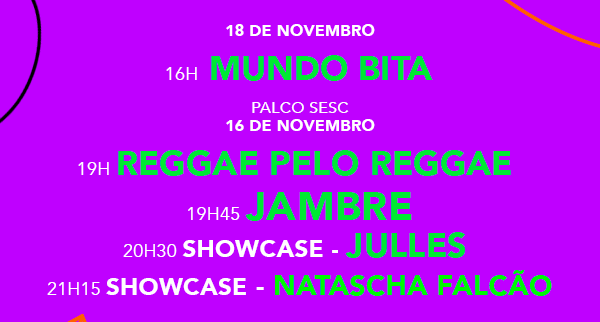 18 DE NOVEMBRO
16H MUNDO BITA
PALCO SESC
16 DE NOVEMBRO
19H REGGAE PELO REGGAE
19H45 JAMBRE
20H30 SHOWCASE - JULLES
21H15 SHOWCASE - NATASCHA FALCÃO